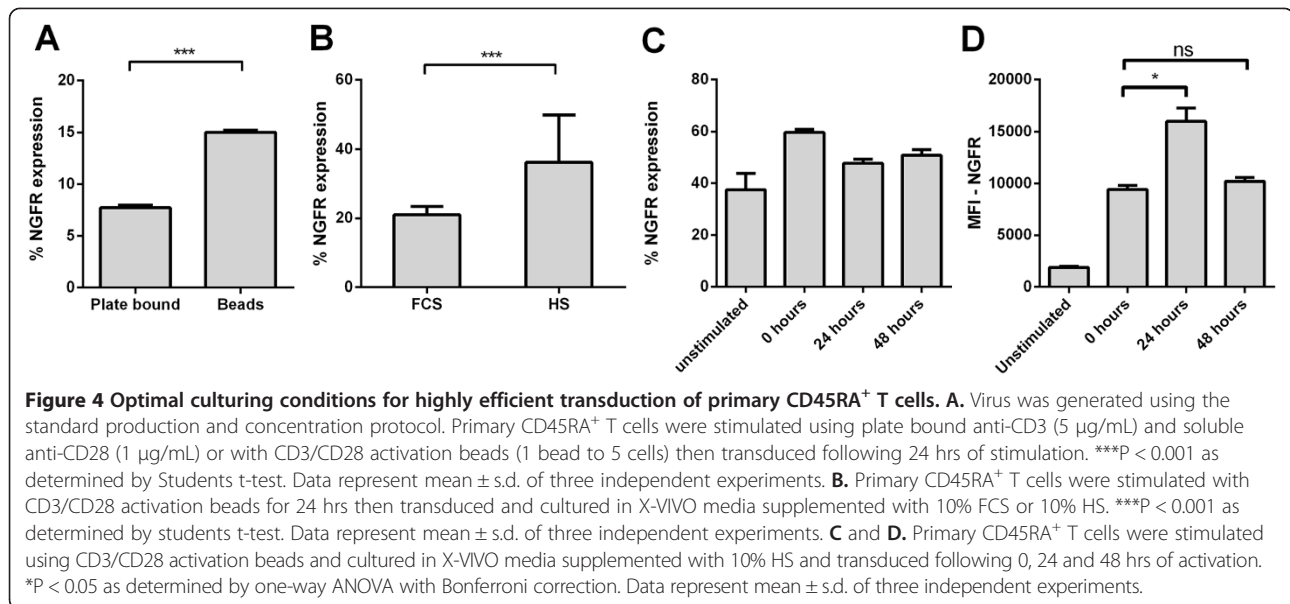 A
***
% NGFR expression
20
15
10
5
0
Plate bound
Beads
B
***
% NGFR expression
60
40
20
0
FCS
HS
C
% NGFR expression
80
60
40
20
0
unstimulated
0 hours
24 hours
48 hours
D
ns
*
MFI - NGFR
20000
15000
10000
5000
0
Unstimulated
0 hours
24 hours
48 hours
Figure 4 Optimal culturing conditions for highly efficient transduction of primary CD45RA⁺ T cells. A. Virus was generated using the
standard production and concentration protocol. Primary CD45RA⁺ T cells were stimulated using plate bound anti-CD3 (5 μg/mL) and soluble
anti-CD28 (1 μg/mL) or with CD3/CD28 activation beads (1 bead to 5 cells) then transduced following 24 hrs of stimulation. ***P < 0.001 as
determined by Students t-test. Data represent mean ± s.d. of three independent experiments. B. Primary CD45RA⁺ T cells were stimulated with
CD3/CD28 activation beads for 24 hrs then transduced and cultured in X-VIVO media supplemented with 10% FCS or 10% HS. ***P < 0.001 as
determined by students t-test. Data represent mean ± s.d. of three independent experiments. C and D. Primary CD45RA⁺ T cells were stimulated
using CD3/CD28 activation beads and cultured in X-VIVO media supplemented with 10% HS and transduced following 0, 24 and 48 hrs of activation.
*P < 0.05 as determined by one-way ANOVA with Bonferroni correction. Data represent mean ± s.d. of three independent experiments.